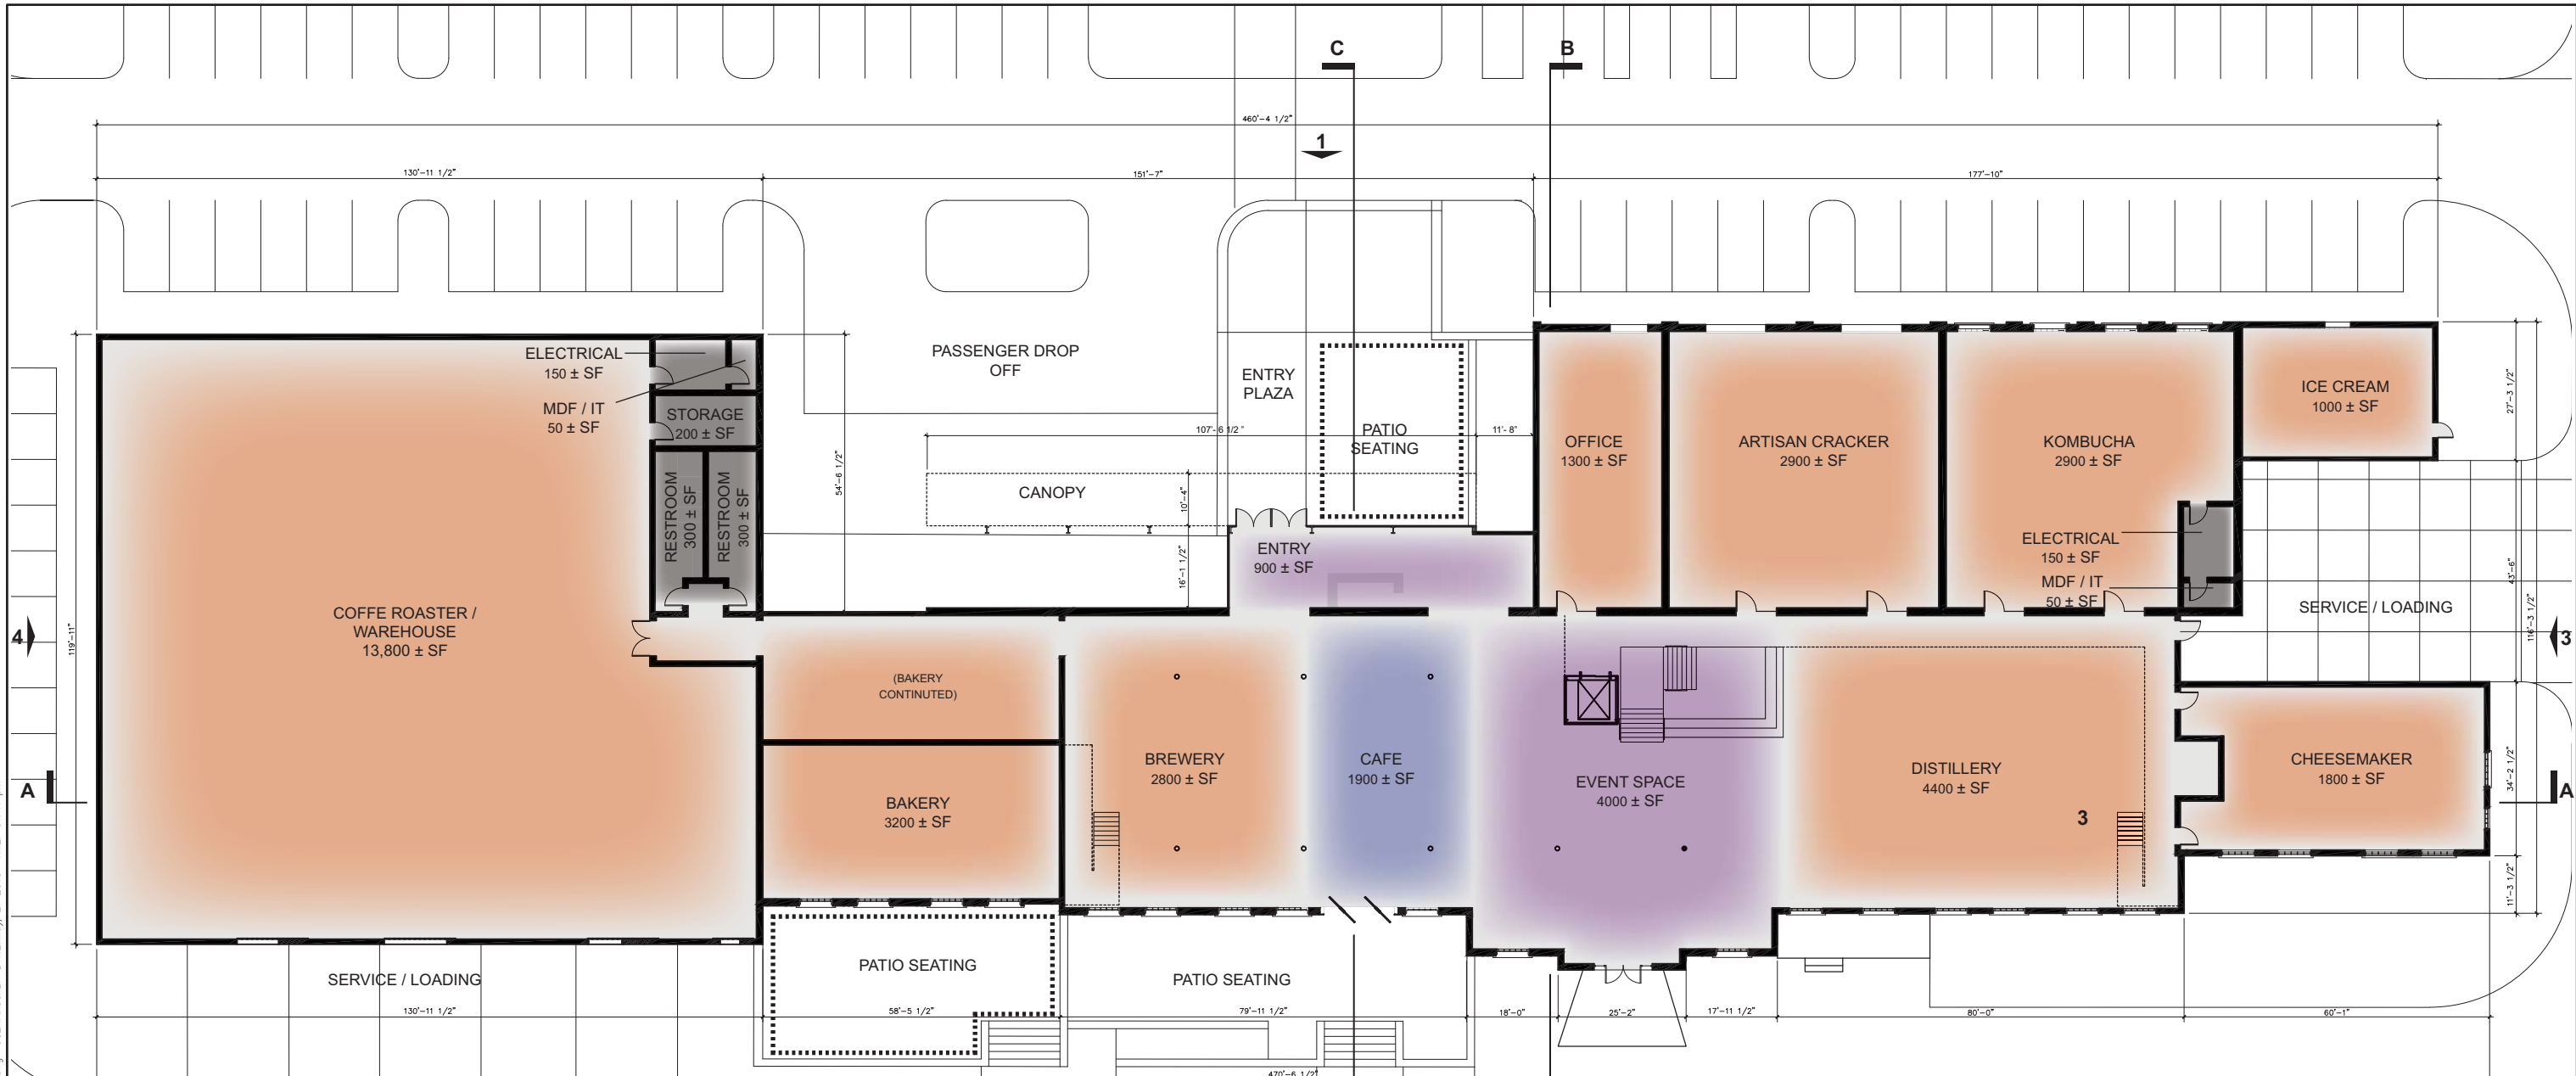 C
B
460'-4 1/2"
1
130'-11 1/2"
151'-7"
177'-10"
ELECTRICAL
150 ± SF
MDF / IT
50 ± SF
STORAGE
200 ± SF
RESTROOM
300 ± SF
RESTROOM
300 ± SF
54'-6 1/2"
PASSENGER DROP
OFF
ENTRY
PLAZA
PATIO
SEATING
107'-6 1/2"
11'-8"
CANOPY
10'-4"
16'-1 1/2"
ENTRY
900 ± SF
OFFICE
1300 ± SF
ARTISAN CRACKER
2900 ± SF
KOMBUCHA
2900 ± SF
ICE CREAM
1000 ± SF
27'-3 1/2"
ELECTRICAL
150 ± SF
MDF / IT
50 ± SF
43'-6"
116'-3 1/2"
SERVICE / LOADING
3
4
119'-11"
COFFE ROASTER /
WAREHOUSE
13,800 ± SF
(BAKERY
CONTINUTED)
BAKERY
3200 ± SF
BREWERY
2800 ± SF
CAFE
1900 ± SF
EVENT SPACE
4000 ± SF
DISTILLERY
4400 ± SF
3
CHEESEMAKER
1800 ± SF
34'-2 1/2"
11'-3 1/2"
A
A
SERVICE / LOADING
PATIO SEATING
PATIO SEATING
130'-11 1/2"
58'-5 1/2"
79'-11 1/2"
18'-0"
25'-2"
17'-11 1/2"
80'-0"
60'-1"
470'-6 1/2"